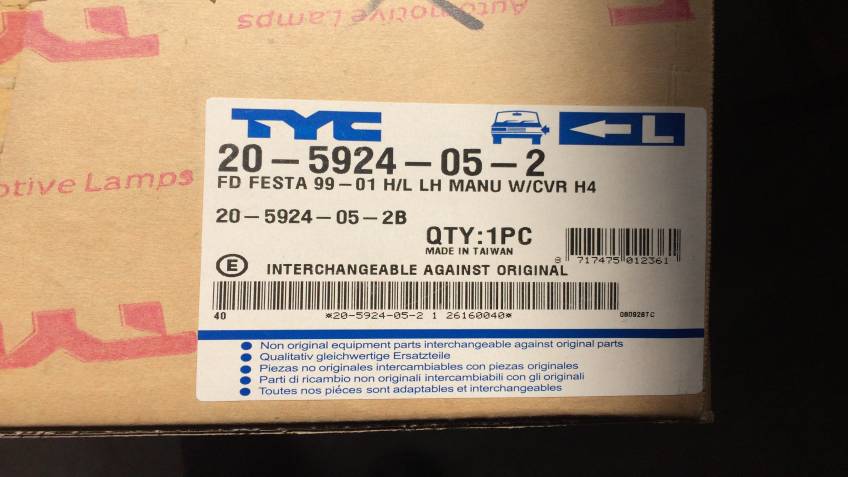 Automotive Lamps
TYC
L
20-5924-05-2
FD FESTA 99-01 H/L LH MANU W/CVR H4
motive Lamps
20-5924-05-2B
QTY:1PC
MADE IN TAIWAN
8 717475 012361
E INTERCHANGEABLE AGAINST ORIGINAL
40 *20-5924-05-2 1 26160040*
• Non original equipment parts interchangeable against original parts
• Qualitativ gleichwertige Ersatzteile
• Piezas no originales intercambiables con piezas originales
• Parti di ricambio non originali intercambiabili con gli originali
• Toutes nos piéces sont adaptables et interchangeables